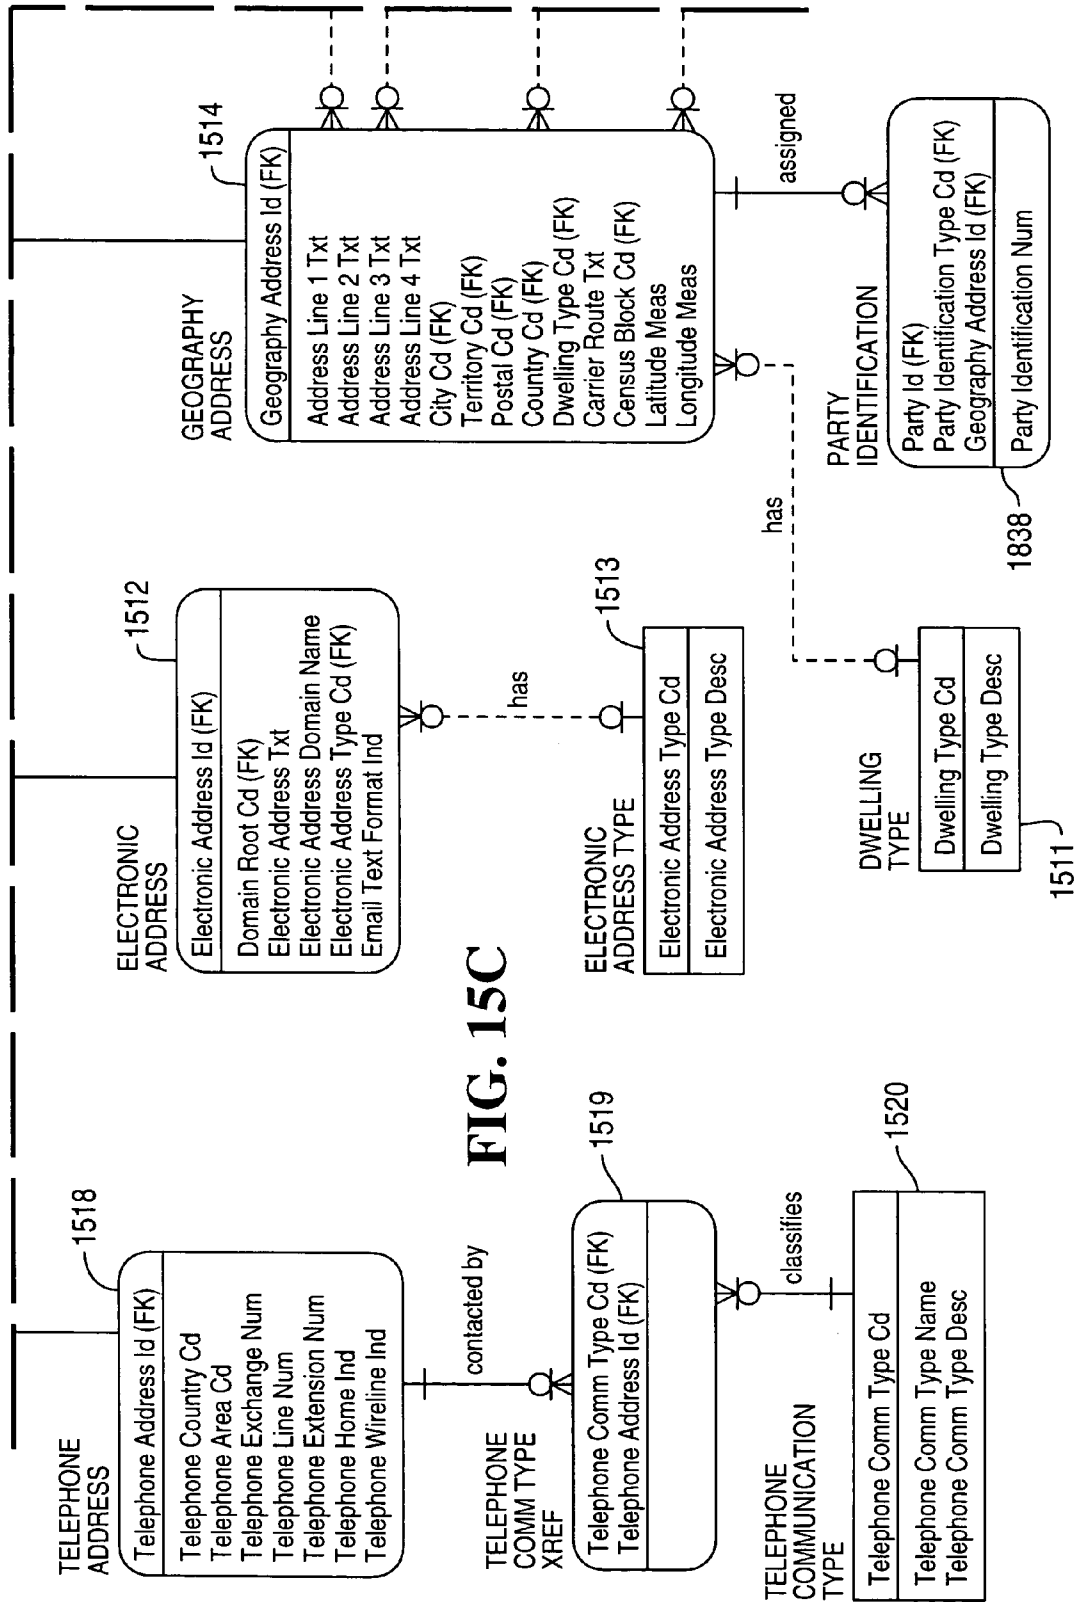 TELEPHONE
ADDRESS
1518
Telephone Address Id (FK)
Telephone Country Cd
Telephone Area Cd
Telephone Exchange Num
Telephone Line Num
Telephone Extension Num
Telephone Home Ind
Telephone Wireline Ind
contacted by
TELEPHONE
COMM TYPE
XREF
1519
Telephone Comm Type Cd (FK)
Telephone Address Id (FK)
classifies
TELEPHONE
COMMUNICATION
TYPE
1520
Telephone Comm Type Cd
Telephone Comm Type Name
Telephone Comm Type Desc
ELECTRONIC
ADDRESS
1512
Electronic Address Id (FK)
Domain Root Cd (FK)
Electronic Address Txt
Electronic Address Domain Name
Electronic Address Type Cd (FK)
Email Text Format Ind
has
ELECTRONIC
ADDRESS TYPE
1513
Electronic Address Type Cd
Electronic Address Type Desc
GEOGRAPHY
ADDRESS
1514
Geography Address Id (FK)
Address Line 1 Txt
Address Line 2 Txt
Address Line 3 Txt
Address Line 4 Txt
City Cd (FK)
Territory Cd (FK)
Postal Cd (FK)
Country Cd (FK)
Dwelling Type Cd (FK)
Carrier Route Txt
Census Block Cd (FK)
Latitude Meas
Longitude Meas
has
assigned
DWELLING
TYPE
Dwelling Type Cd
Dwelling Type Desc
1511
PARTY
IDENTIFICATION
Party Id (FK)
Party Identification Type Cd (FK)
Geography Address Id (FK)
Party Identification Num
1838
FIG. 15C